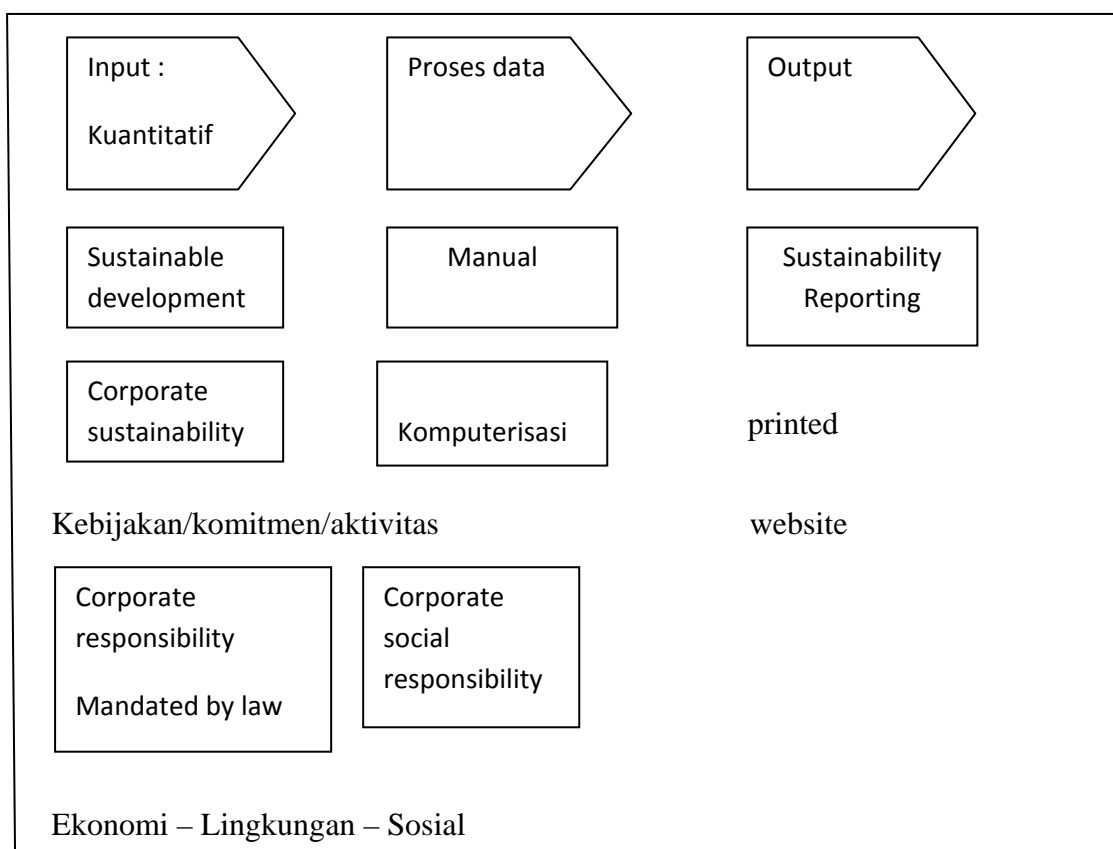 Input :
Kuantitatif
Proses data
Output
Sustainable
development
Manual
Sustainability
Reporting
Corporate
sustainability
Komputerisasi
printed
Kebijakan/komitmen/aktivitas
website
Corporate
responsibility
Mandated by law
Corporate
social
responsibility
Ekonomi – Lingkungan – Sosial